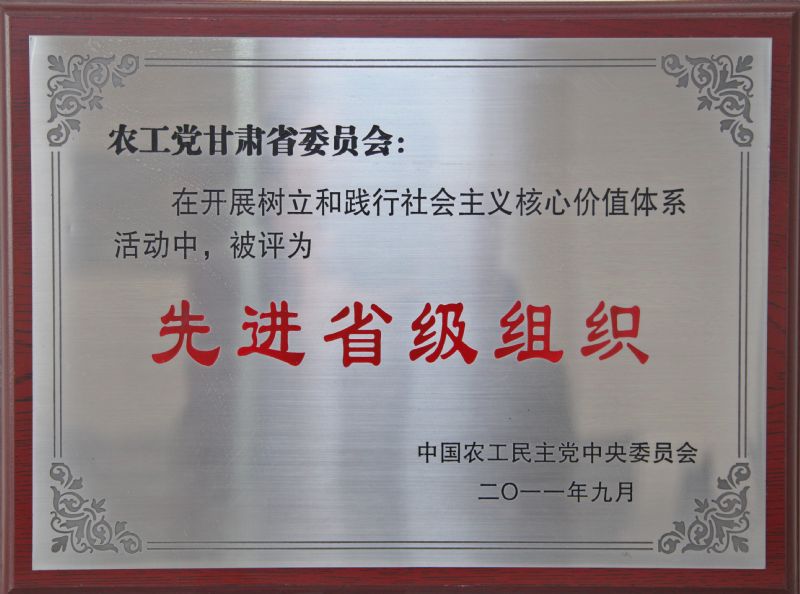 农工党甘肃省委员会：
在开展树立和践行社会主义核心价值体系
活动中，被评为
先进省级组织
中国农工民主党中央委员会
二〇一一年九月